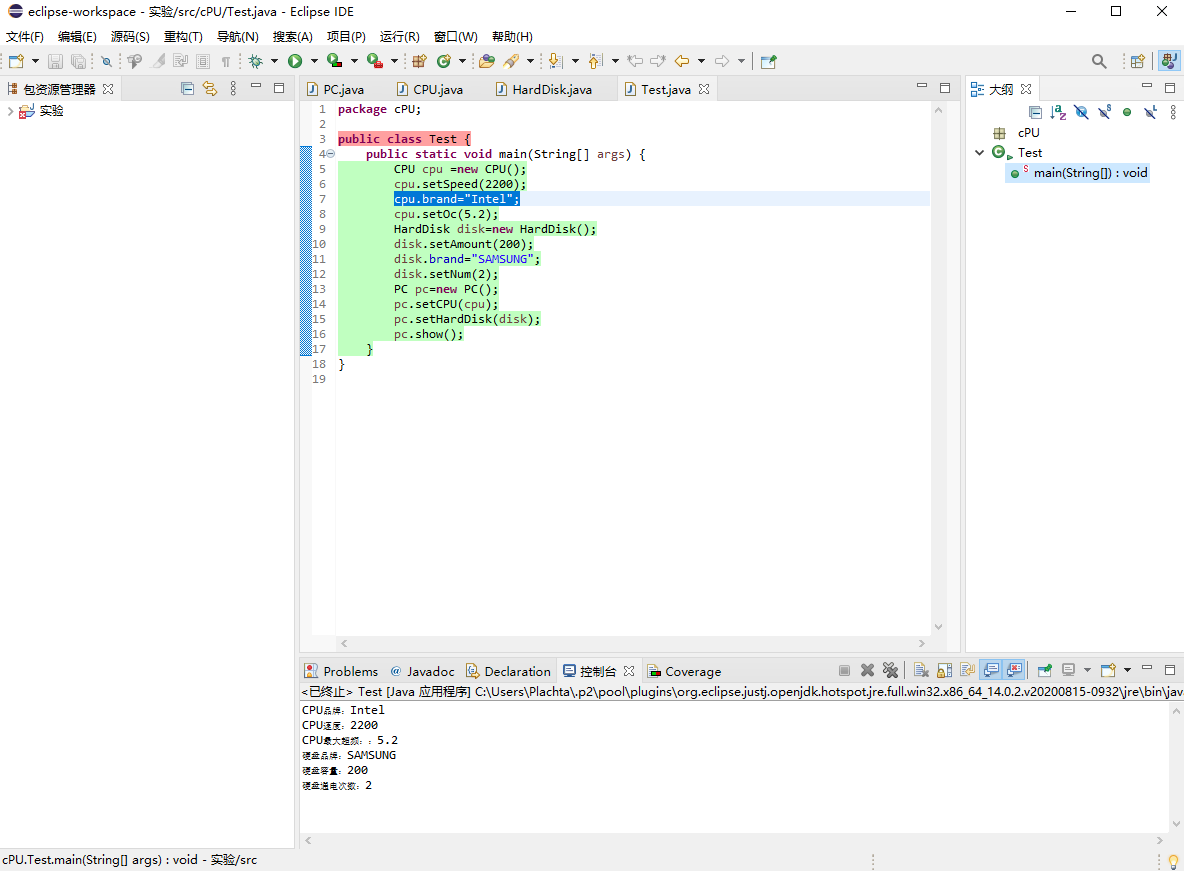 eclipse-workspace - 实验/src/cPU/Test.java - Eclipse IDE
文件(F) 编辑(E) 源码(S) 重构(T) 导航(N) 搜索(A) 项目(P) 运行(R) 窗口(W) 帮助(H)
包资源管理器
实验
PC.java CPU.java HardDisk.java Test.java
1 package cPU;
2
3 public class Test {
4 public static void main(String[] args) {
5 CPU cpu =new CPU();
6 cpu.setSpeed(2200);
7 cpu.brand="Intel";
8 cpu.setOc(5.2);
9 HardDisk disk=new HardDisk();
10 disk.setAmount(200);
11 disk.brand="SAMSUNG";
12 disk.setNum(2);
13 PC pc=new PC();
14 pc.setCPU(cpu);
15 pc.setHardDisk(disk);
16 pc.show();
17 }
18 }
19
大纲
cPU
Test
main(String[]) : void
Problems @ Javadoc Declaration 控制台 Coverage
<已终止> Test [Java 应用程序] C:\Users\Plachta\.p2\pool\plugins\org.eclipse.justj.openjdk.hotspot.jre.full.win32.x86_64_14.0.2.v20200815-0932\jre\bin\jav
CPU品牌：Intel
CPU速度：2200
CPU最大超频：：5.2
硬盘品牌：SAMSUNG
硬盘容量：200
硬盘通电次数：2
cPU.Test.main(String[] args) : void - 实验/src